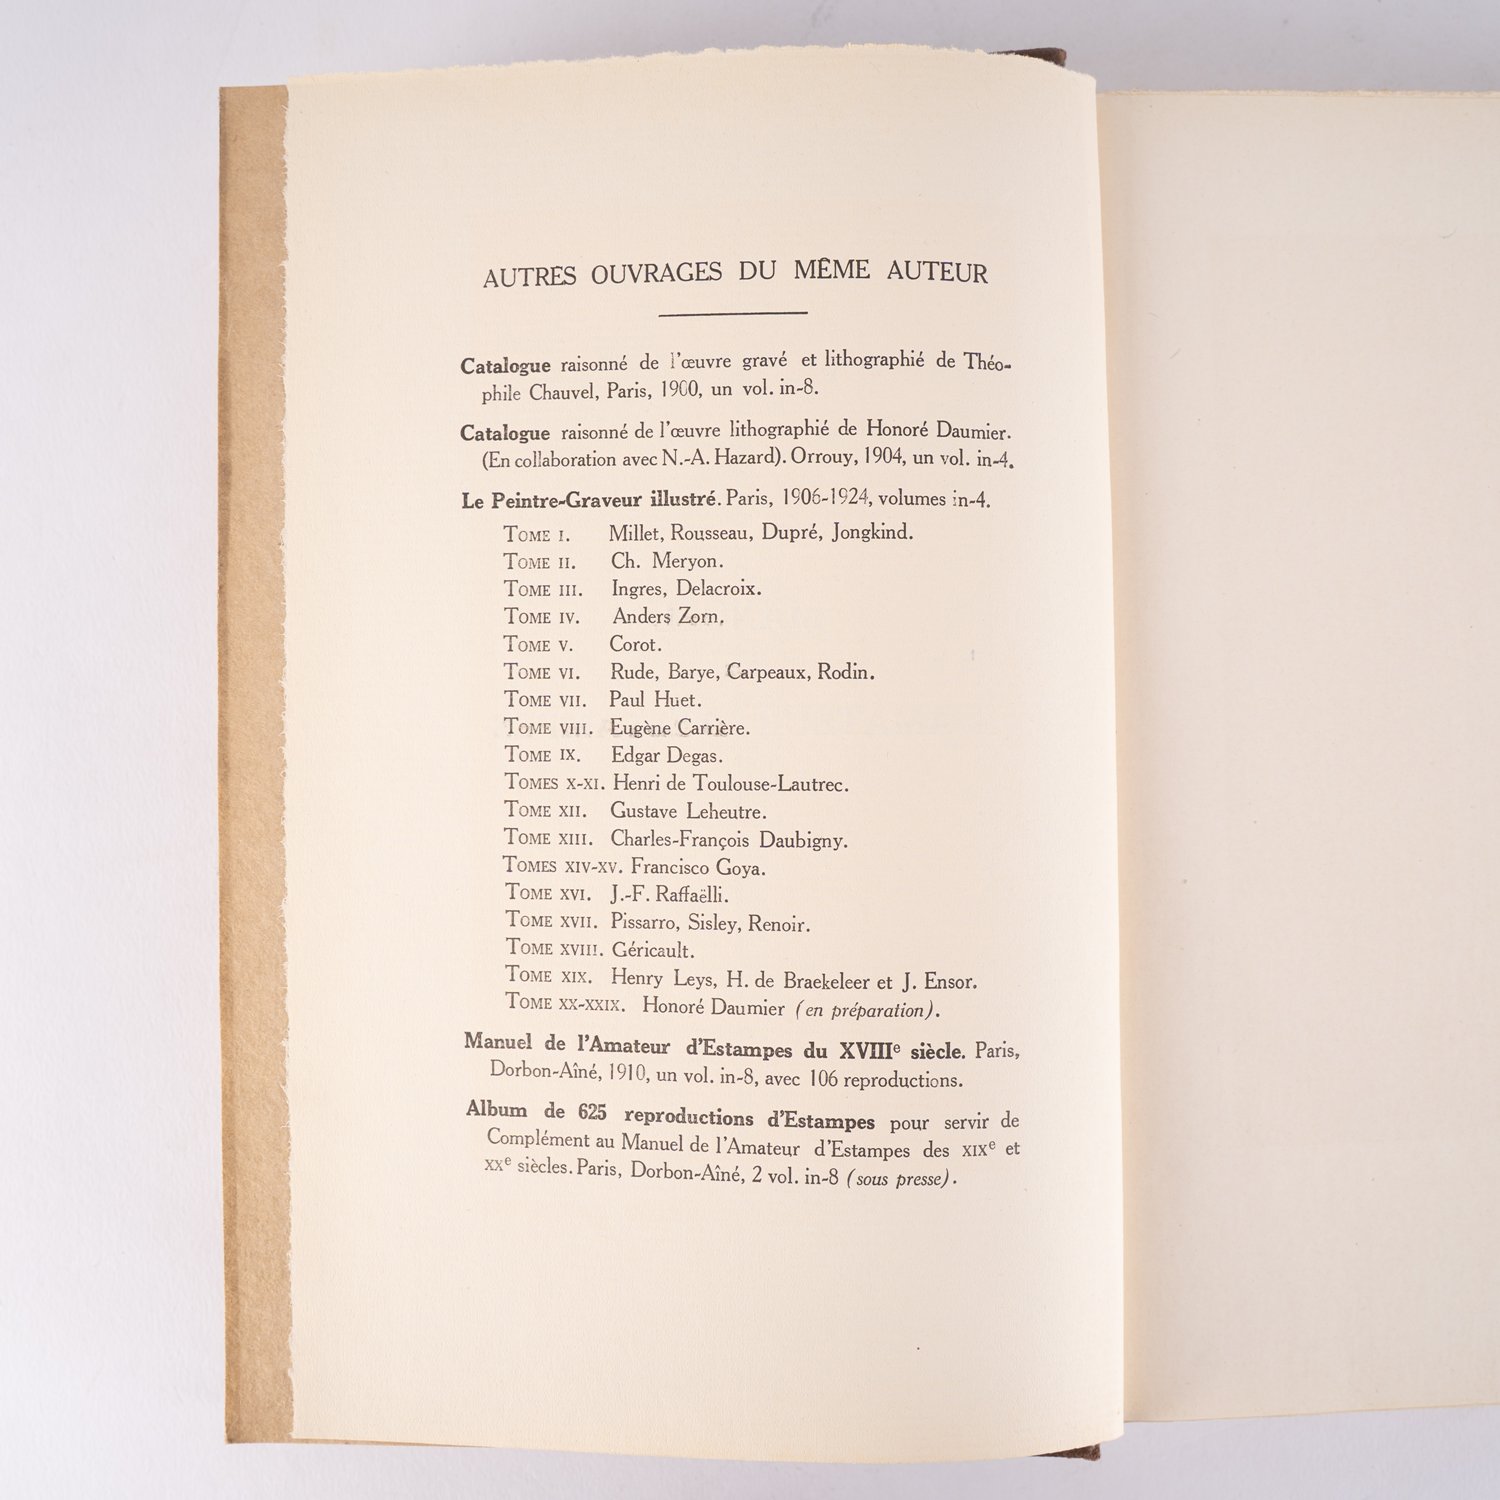 AUTRES OUVRAGES DU MÊME AUTEUR
Catalogue raisonné de l'œuvre gravé et lithographié de Théo-
phile Chauvel, Paris, 1900, un vol. in-8.
Catalogue raisonné de l'œuvre lithographié de Honoré Daumier.
(En collaboration avec N.-A. Hazard). Orrouy, 1904, un vol. in-4.
Le Peintre-Graveur illustré. Paris, 1906-1924, volumes in-4.
TOME I. Millet, Rousseau, Dupré, Jongkind.
TOME II. Ch. Meryon.
TOME III. Ingres, Delacroix.
TOME IV. Anders Zorn.
TOME V. Corot.
TOME VI. Rude, Barye, Carpeaux, Rodin.
TOME VII. Paul Huet.
TOME VIII. Eugène Carrière.
TOME IX. Edgar Degas.
TOMES X-XI. Henri de Toulouse-Lautrec.
TOME XII. Gustave Leheutre.
TOME XIII. Charles-François Daubigny.
TOMES XIV-XV. Francisco Goya.
TOME XVI. J.-F. Raffaëlli.
TOME XVII. Pissarro, Sisley, Renoir.
TOME XVIII. Géricault.
TOME XIX. Henry Leys, H. de Braekeleer et J. Ensor.
TOME XX-XXIX. Honoré Daumier (en préparation).
Manuel de l'Amateur d'Estampes du XVIIIe siècle. Paris,
Dorbon-Aîné, 1910, un vol. in-8, avec 106 reproductions.
Album de 625 reproductions d'Estampes pour servir de
Complément au Manuel de l'Amateur d'Estampes des XIXe et
XXe siècles. Paris, Dorbon-Aîné, 2 vol. in-8 (sous presse).